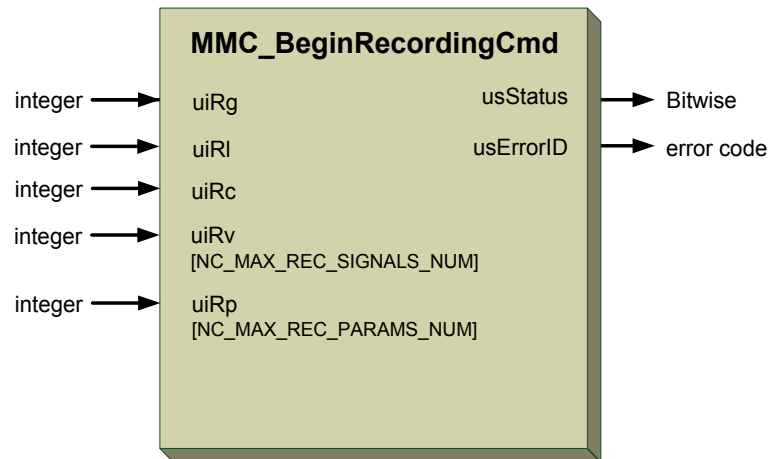 MMC_BeginRecordingCmd
integer uiRg usStatus Bitwise
integer uiRl usErrorID error code
integer uiRc
integer uiRv
[NC_MAX_REC_SIGNALS_NUM]
integer uiRp
[NC_MAX_REC_PARAMS_NUM]